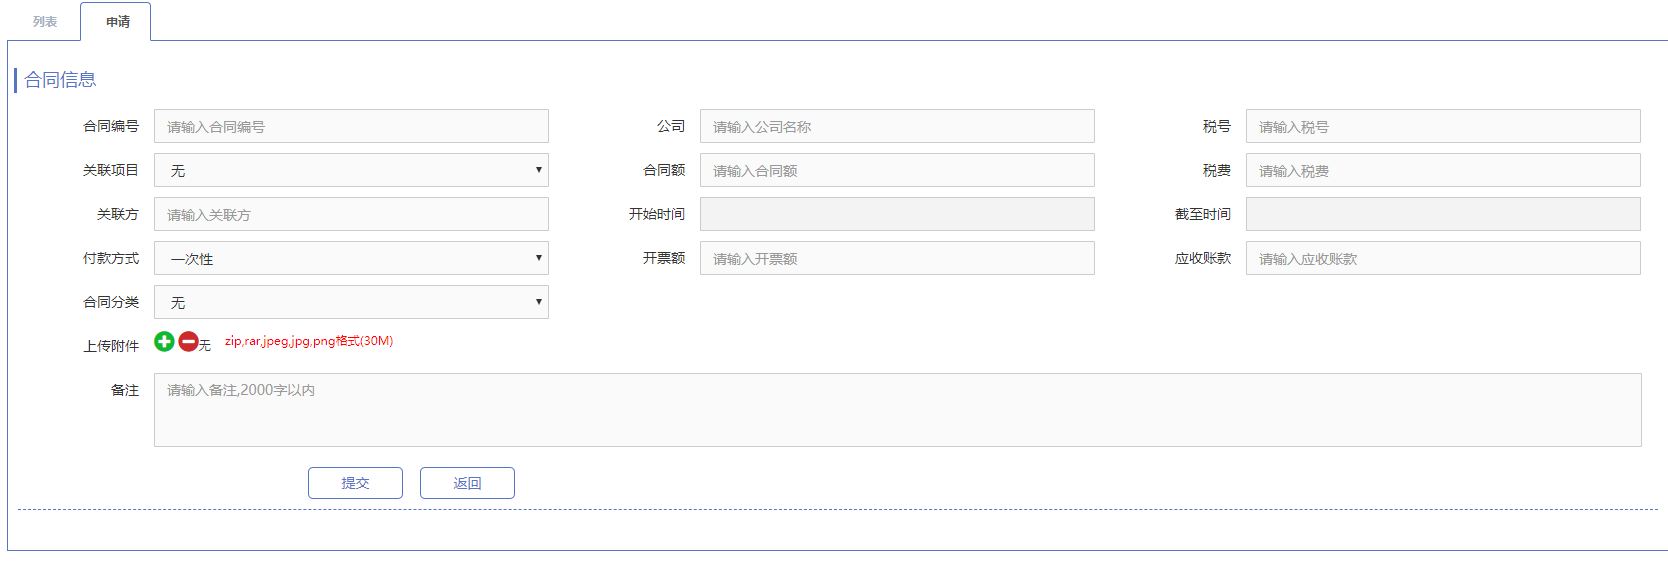 列表 申请
合同信息
合同编号 请输入合同编号 公司 请输入公司名称 税号 请输入税号
关联项目 无 合同额 请输入合同额 税费 请输入税费
关联方 请输入关联方 开始时间 截至时间
付款方式 一次性 开票额 请输入开票额 应收账款 请输入应收账款
合同分类 无
上传附件 无 zip,rar,jpeg,jpg,png格式(30M)
备注 请输入备注,2000字以内
提交 返回